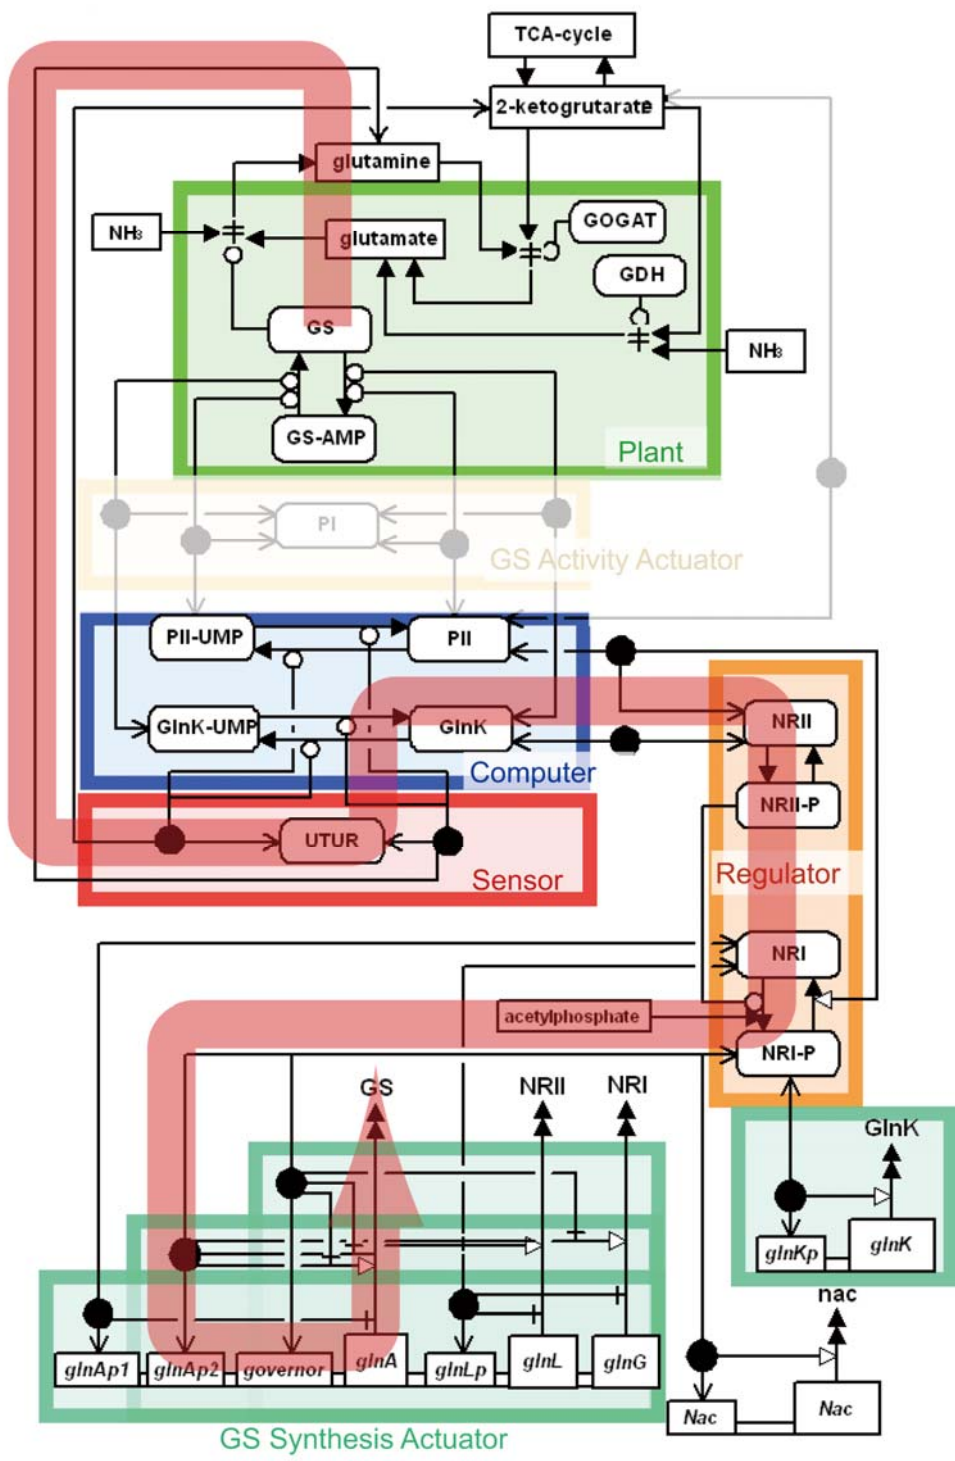 TCA-cycle
2-ketogrutarate
glutamine
GOGAT
NH3
glutamate
GDH
GS
NH3
GS-AMP
Plant
PI
GS Activity Actuator
PII-UMP
PII
GlnK-UMP
GlnK
NRII
Computer
NRII-P
UTUR
Sensor
Regulator
NRI
acetylphosphate
NRI-P
GS
NRII
NRI
GlnK
glnKp
glnK
nac
glnAp1
glnAp2
governor
glnA
glnLp
glnL
glnG
Nac
Nac
GS Synthesis Actuator